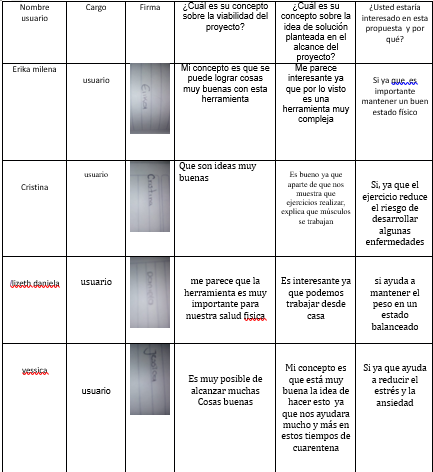 Nombre usuario
Cargo
Firma
¿Cuál es su concepto
sobre la viabilidad del
proyecto?
¿Cuál es su
concepto sobre la
idea de solución
planteada en el
alcance del
proyecto?
¿Usted estaría
interesado en esta
propuesta y por
qué?
Erika milena
usuario
Erika
Mi concepto es que se
puede lograr cosas
muy buenas con esta
herramienta
Me parece
interesante ya
que por lo visto
es una
herramienta muy
compleja
Si ya que es
importante
mantener un buen
estado físico
Cristina
usuario
Cristina
Que son ideas muy
buenas
Es bueno ya que
aparte de que nos
muestra que
ejercicios realizar,
explica que músculos
se trabajan
Si, ya que el
ejercicio reduce
el riesgo de
desarrollar
algunas
enfermedades
lizeth daniela
usuario
me parece que la
herramienta es muy
importante para
nuestra salud fisica
Es interesante ya
que podemos
trabajar desde
casa
si ayuda a
mantener el
peso en un
estado
balanceado
yessica
usuario
Es muy posible de
alcanzar muchas
Cosas buenas
Mi concepto es
que está muy
buena la idea de
hacer esto ya
que nos ayudara
mucho y más en
estos tiempos de
cuarentena
Si ya que ayuda
a reducir el
estrés y la
ansiedad